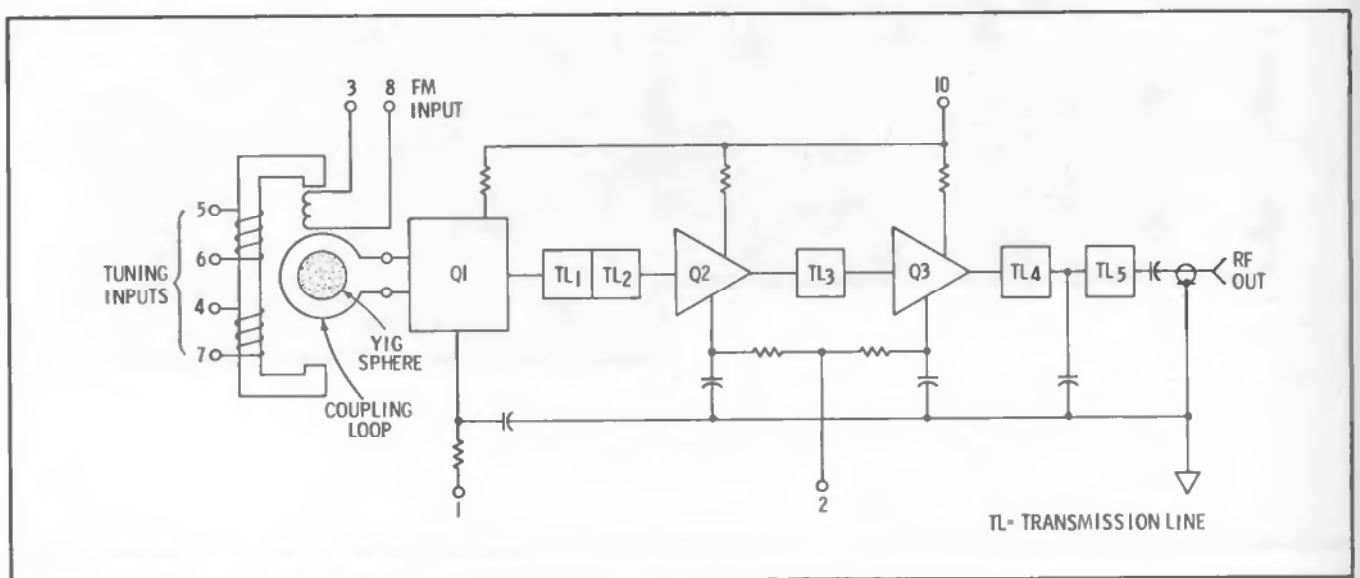 3
8
FM
INPUT
10
5
6
4
7
TUNING
INPUTS
Q1
TL1
TL2
Q2
TL3
Q3
TL4
TL5
RF
OUT
YIG
SPHERE
COUPLING
LOOP
1
2
TL= TRANSMISSION LINE